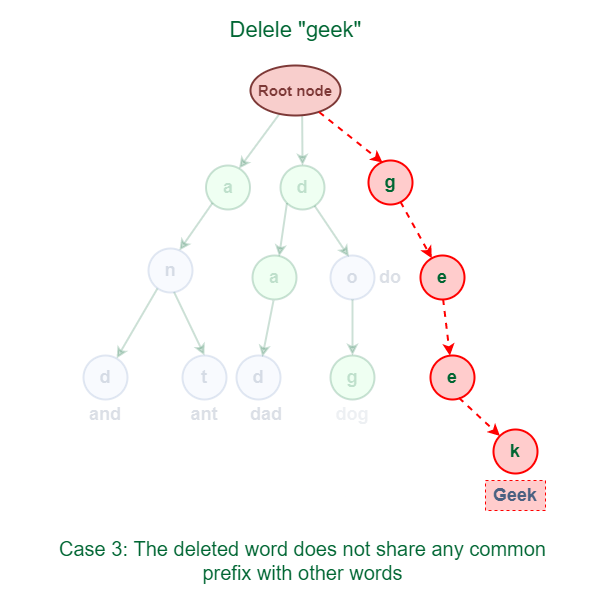 Delele "geek"
Root node
a
d
g
n
a
o
do
e
d
t
d
g
e
and
ant
dad
dog
k
Geek
Case 3: The deleted word does not share any common
prefix with other words